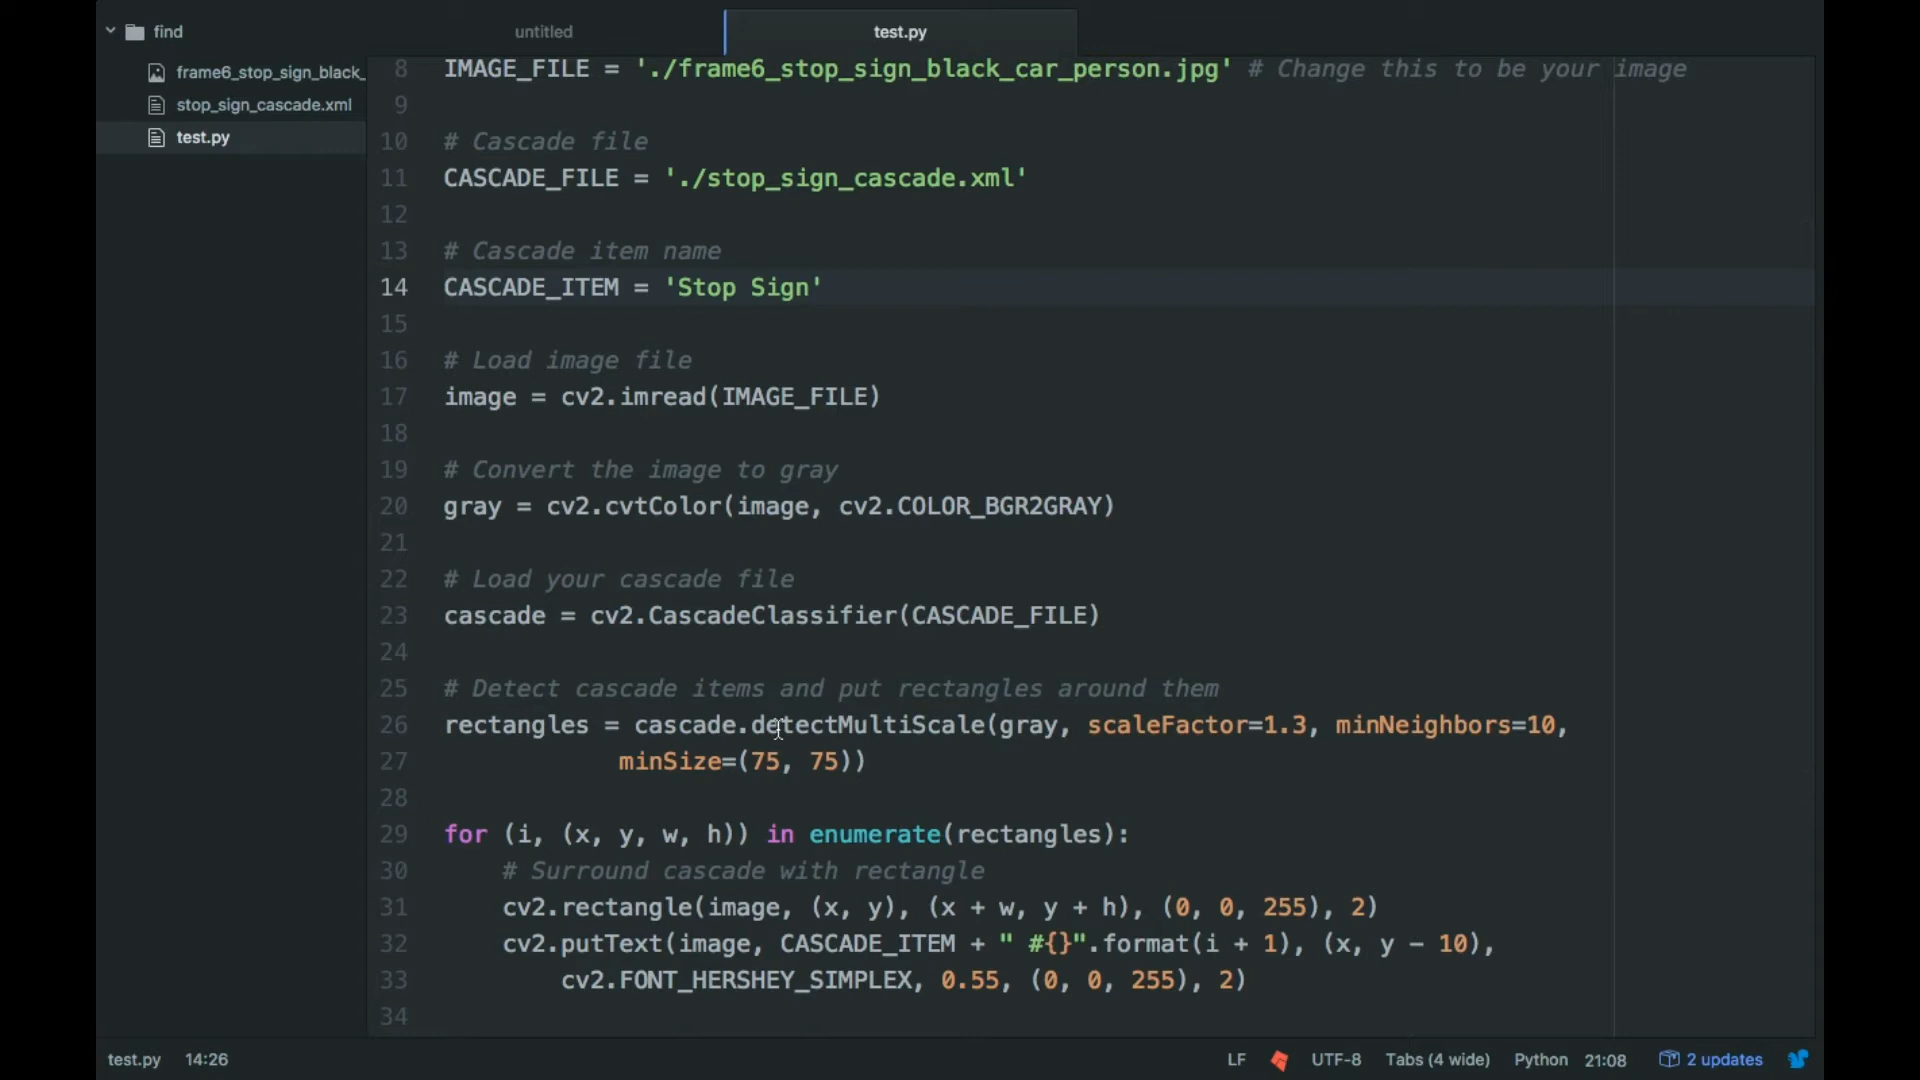 find
frame6_stop_sign_black_
stop_sign_cascade.xml
test.py
untitled
test.py
8 IMAGE_FILE = './frame6_stop_sign_black_car_person.jpg' # Change this to be your image
9
10 # Cascade file
11 CASCADE_FILE = './stop_sign_cascade.xml'
12
13 # Cascade item name
14 CASCADE_ITEM = 'Stop Sign'
15
16 # Load image file
17 image = cv2.imread(IMAGE_FILE)
18
19 # Convert the image to gray
20 gray = cv2.cvtColor(image, cv2.COLOR_BGR2GRAY)
21
22 # Load your cascade file
23 cascade = cv2.CascadeClassifier(CASCADE_FILE)
24
25 # Detect cascade items and put rectangles around them
26 rectangles = cascade.detectMultiScale(gray, scaleFactor=1.3, minNeighbors=10,
27 minSize=(75, 75))
28
29 for (i, (x, y, w, h)) in enumerate(rectangles):
30 # Surround cascade with rectangle
31 cv2.rectangle(image, (x, y), (x + w, y + h), (0, 0, 255), 2)
32 cv2.putText(image, CASCADE_ITEM + " #{}".format(i + 1), (x, y - 10),
33 cv2.FONT_HERSHEY_SIMPLEX, 0.55, (0, 0, 255), 2)
34
test.py 14:26 LF UTF-8 Tabs (4 wide) Python 21:08 2 updates